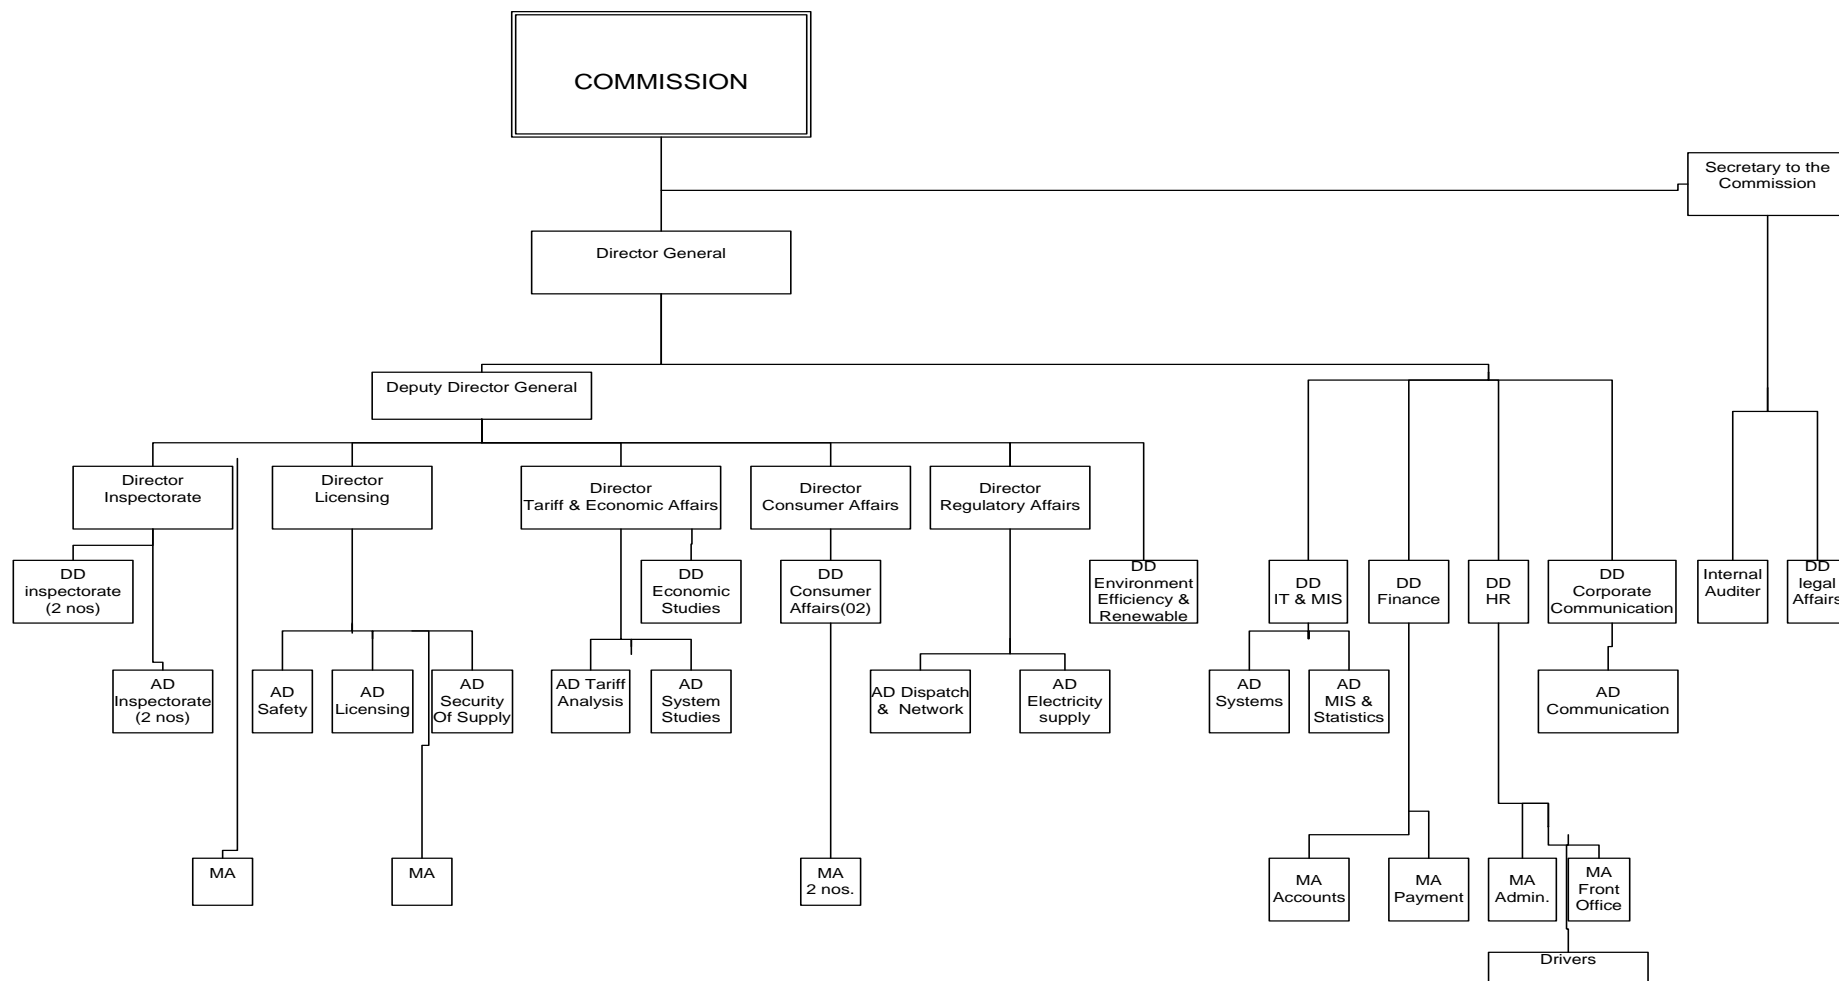 COMMISSION
Secretary to the
Commission
Director General
Deputy Director General
Director
Inspectorate
Director
Licensing
Director
Tariff & Economic Affairs
Director
Consumer Affairs
Director
Regulatory Affairs
DD
inspectorate
(2 nos)
DD
Economic
Studies
DD
Consumer
Affairs(02)
DD
Environment
Efficiency &
Renewable
DD
IT & MIS
DD
Finance
DD
HR
DD
Corporate
Communication
Internal
Auditer
DD
legal
Affairs
AD
Inspectorate
(2 nos)
AD
Safety
AD
Licensing
AD
Security
Of Supply
AD Tariff
Analysis
AD
System
Studies
AD Dispatch
& Network
AD
Electricity
supply
AD
Systems
AD
MIS &
Statistics
AD
Communication
MA
MA
MA
2 nos.
MA
Accounts
MA
Payment
MA
Admin.
MA
Front
Office
Drivers